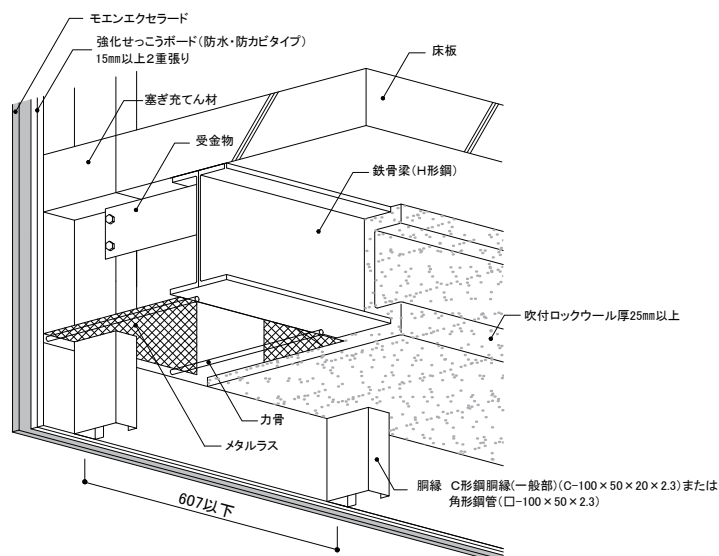 モエンエクセラード
強化せっこうボード(防水・防カビタイプ)
15mm以上2重張り
塞ぎ充てん材
受金物
床板
鉄骨梁(H形鋼)
吹付ロックウール厚25mm以上
力骨
メタルラス
胴縁 C形鋼胴縁(一般部)(C-100×50×20×2.3)または
角形鋼管(□-100×50×2.3)
607以下